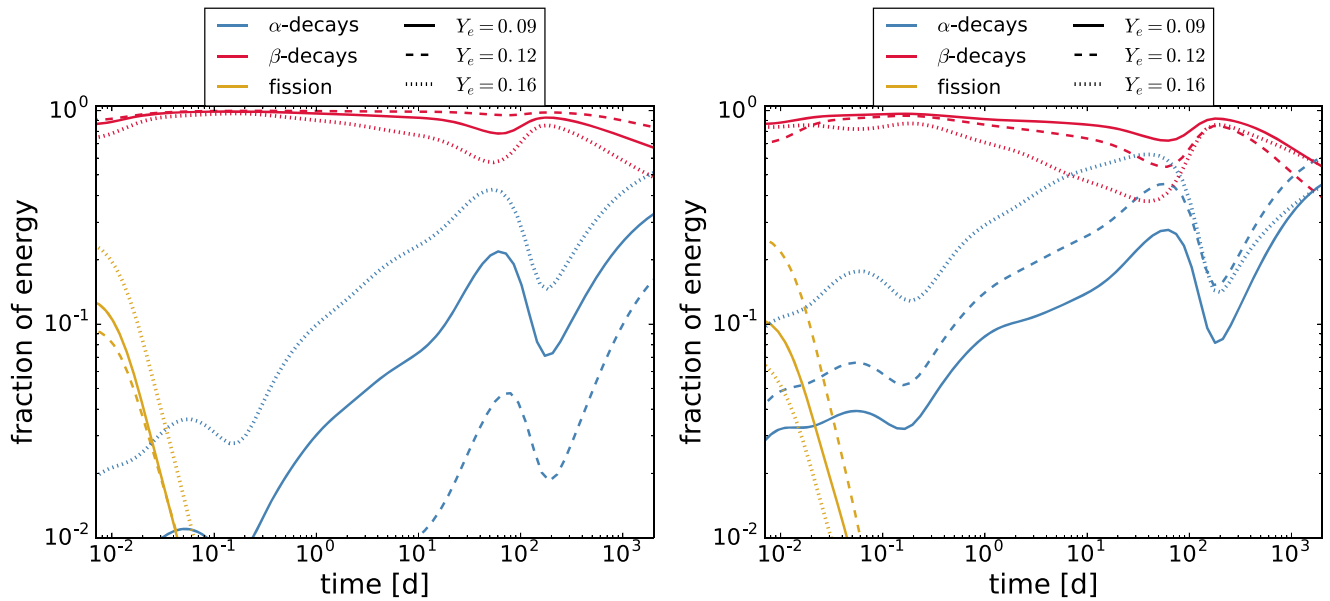 α-decays Y_e = 0.09
β-decays Y_e = 0.12
fission Y_e = 0.16
10^0
10^-1
10^-2
fraction of energy
10^-2 10^-1 10^0 10^1 10^2 10^3
time [d]
α-decays Y_e = 0.09
β-decays Y_e = 0.12
fission Y_e = 0.16
10^0
10^-1
10^-2
fraction of energy
10^-2 10^-1 10^0 10^1 10^2 10^3
time [d]